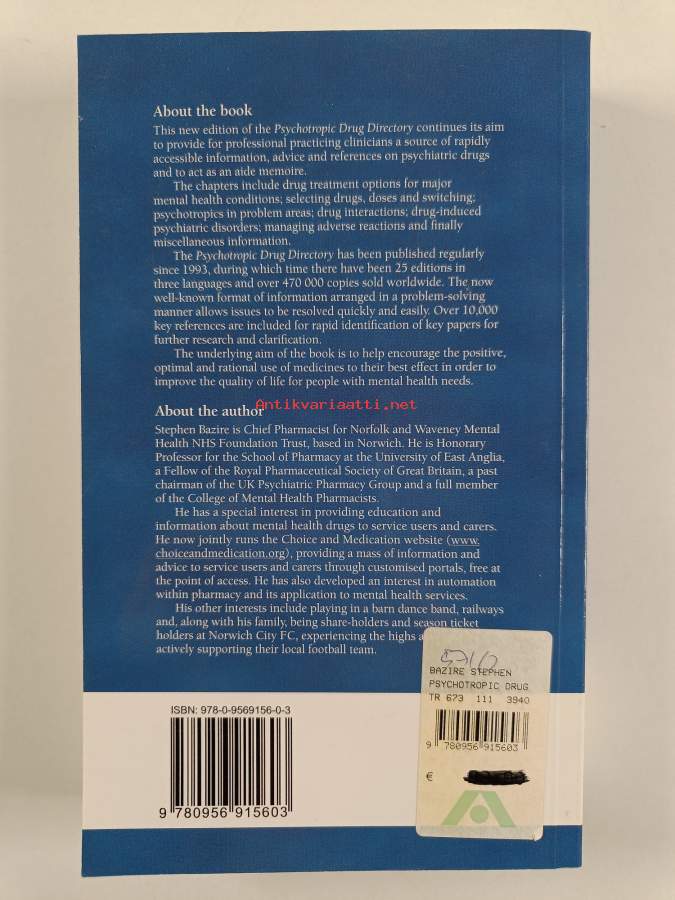 About the book
This new edition of the Psychotropic Drug Directory continues its aim
to provide for professional practicing clinicians a source of rapidly
accessible information, advice and references on psychiatric drugs
and to act as an aide memoire.
The chapters include drug treatment options for major
mental health conditions; selecting drugs, doses and switching;
psychotropics in problem areas; drug interactions; drug-induced
psychiatric disorders; managing adverse reactions and finally
miscellaneous information.
The Psychotropic Drug Directory has been published regularly
since 1993, during which time there have been 25 editions in
three languages and over 470 000 copies sold worldwide. The now
well-known format of information arranged in a problem-solving
manner allows issues to be resolved quickly and easily. Over 10,000
key references are included for rapid identification of key papers for
further research and clarification.
The underlying aim of the book is to help encourage the positive,
optimal and rational use of medicines to their best effect in order to
improve the quality of life for people with mental health needs.
Antikvariaatti.net
About the author
Stephen Bazire is Chief Pharmacist for Norfolk and Waveney Mental
Health NHS Foundation Trust, based in Norwich. He is Honorary
Professor for the School of Pharmacy at the University of East Anglia,
a Fellow of the Royal Pharmaceutical Society of Great Britain, a past
chairman of the UK Psychiatric Pharmacy Group and a full member
of the College of Mental Health Pharmacists.
He has a special interest in providing education and
information about mental health drugs to service users and carers.
He now jointly runs the Choice and Medication website (www.
choiceandmedication.org), providing a mass of information and
advice to service users and carers through customised portals, free at
the point of access. He has also developed an interest in automation
within pharmacy and its application to mental health services.
His other interests include playing in a barn dance band, railways
and, along with his family, being share-holders and season ticket
holders at Norwich City FC, experiencing the highs a
actively supporting their local football team.
BAZIRE STEPHEN
PSYCHOTROPIC DRUG
TR 673 111 3940
9 780956 915603
€
ISBN: 978-0-9569156-0-3
9 780956 915603